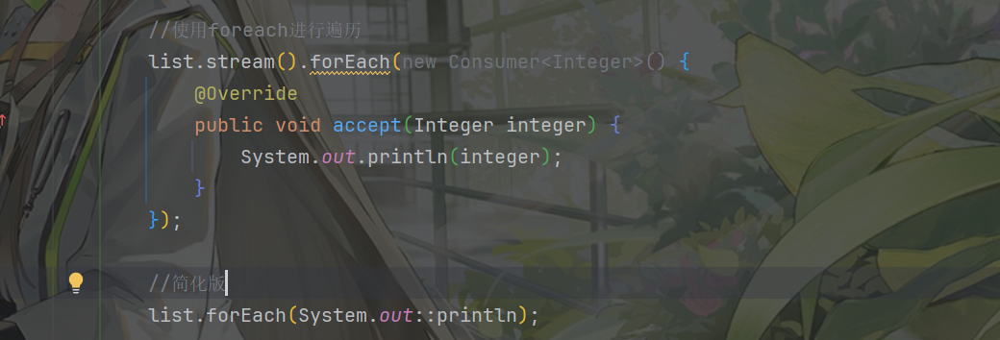 //使用foreach进行遍历
list.stream().forEach(new Consumer<Integer>() {
@Override
public void accept(Integer integer) {
System.out.println(integer);
}
});
//简化版
list.forEach(System.out::println);